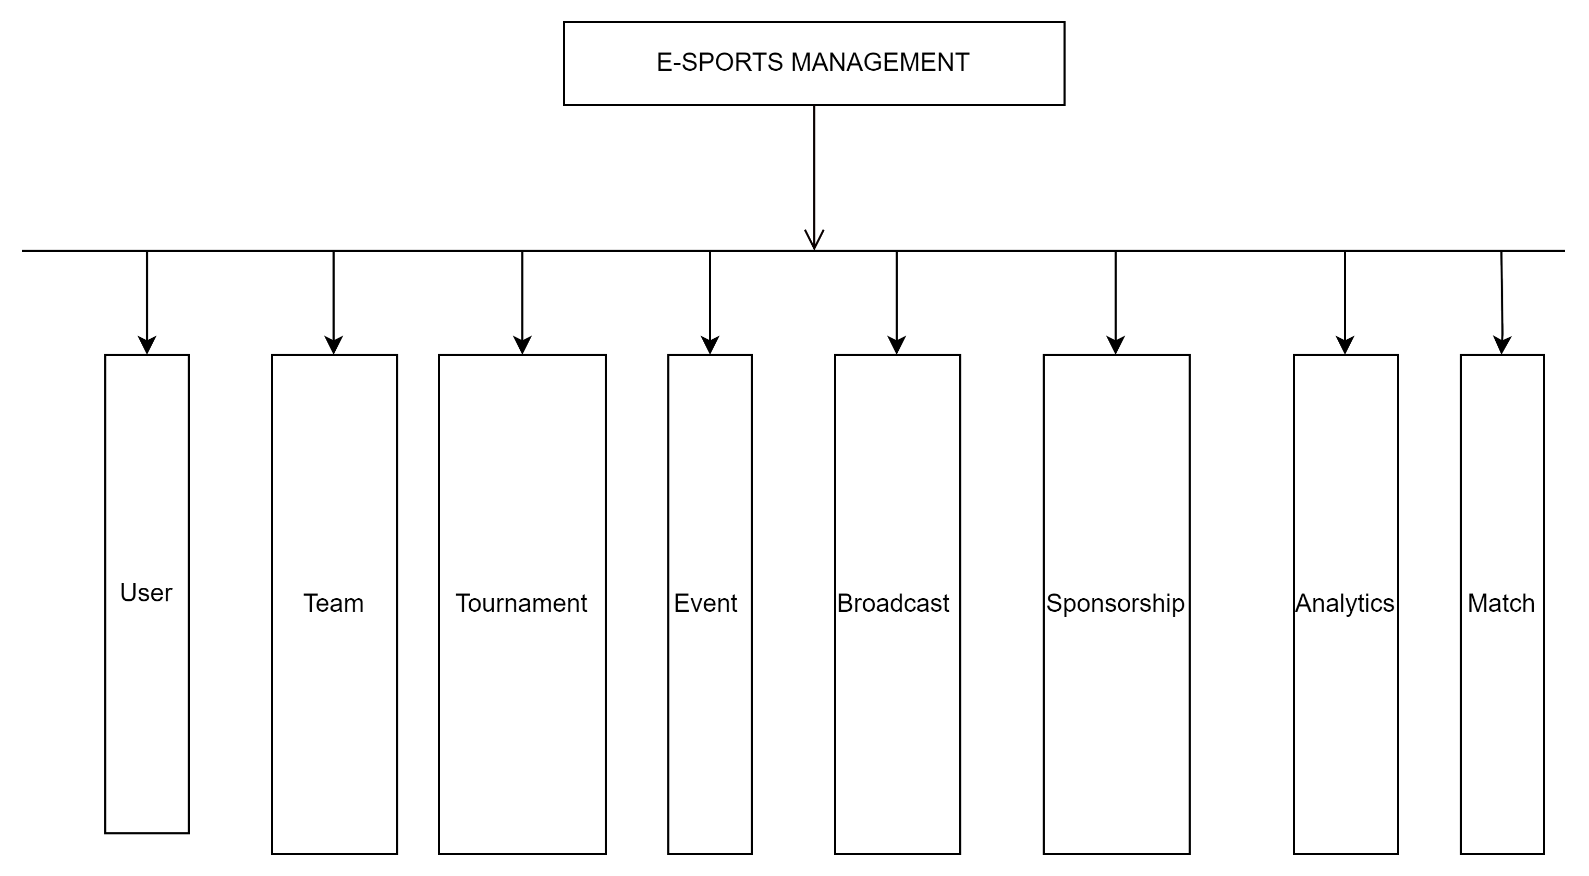 E-SPORTS MANAGEMENT
User
Team
Tournament
Event
Broadcast
Sponsorship
Analytics
Match